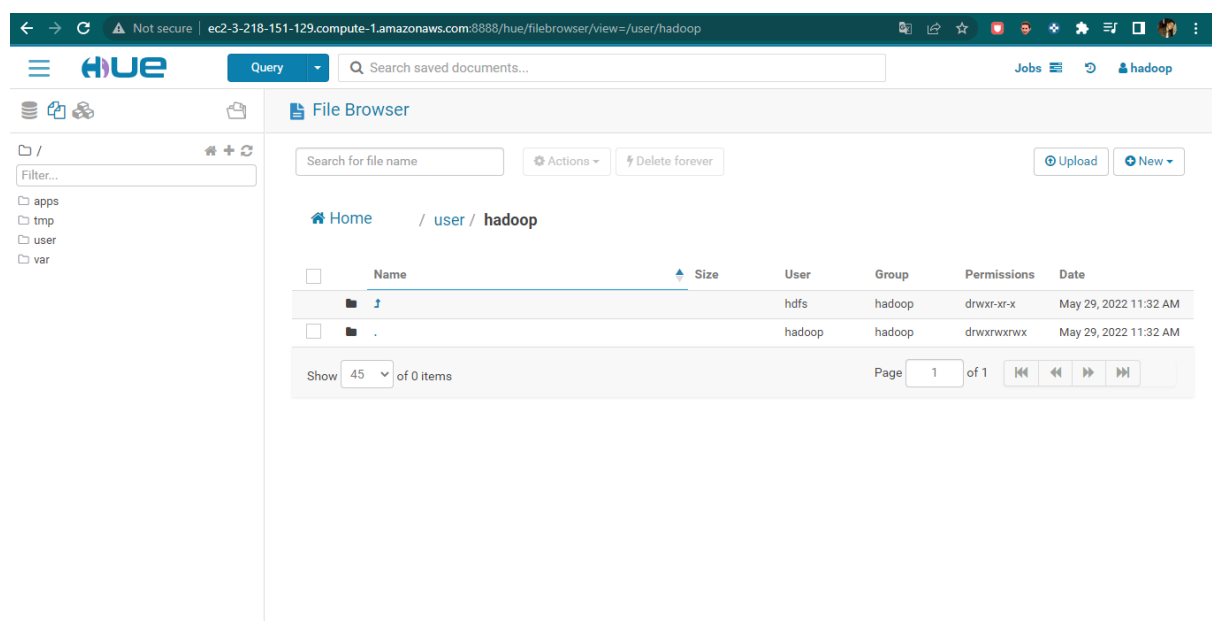 Not secure | ec2-3-218-151-129.compute-1.amazonaws.com:8888/hue/filebrowser/view=/user/hadoop
HUE Query Search saved documents... Jobs hadoop
File Browser
/
Filter...
apps
tmp
user
var
Search for file name Actions Delete forever Upload New
Home / user / hadoop
Name Size User Group Permissions Date
hdfs hadoop drwxr-xr-x May 29, 2022 11:32 AM
. hadoop hadoop drwxrwxrwx May 29, 2022 11:32 AM
Show 45 of 0 items Page 1 of 1